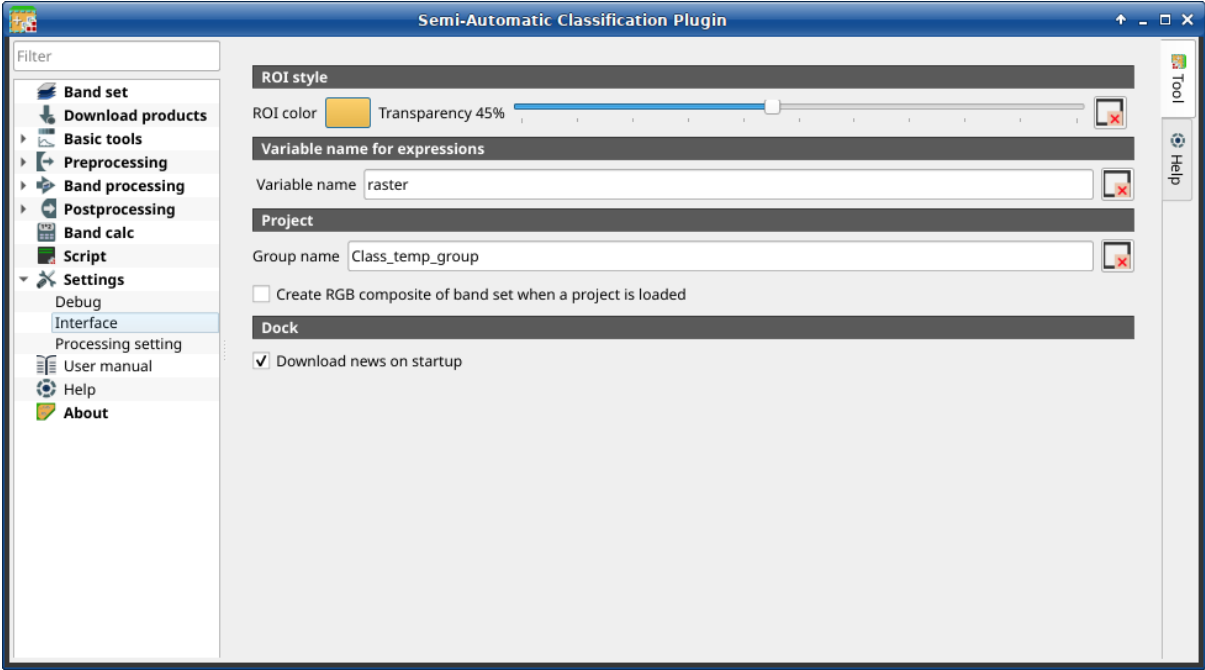 Semi-Automatic Classification Plugin
Filter
Band set
Download products
Basic tools
Preprocessing
Band processing
Postprocessing
Band calc
Script
Settings
Debug
Interface
Processing setting
User manual
Help
About
ROI style
ROI color
Transparency 45%
Variable name for expressions
Variable name
raster
Project
Group name
Class_temp_group
Create RGB composite of band set when a project is loaded
Dock
Download news on startup
Tool
Help